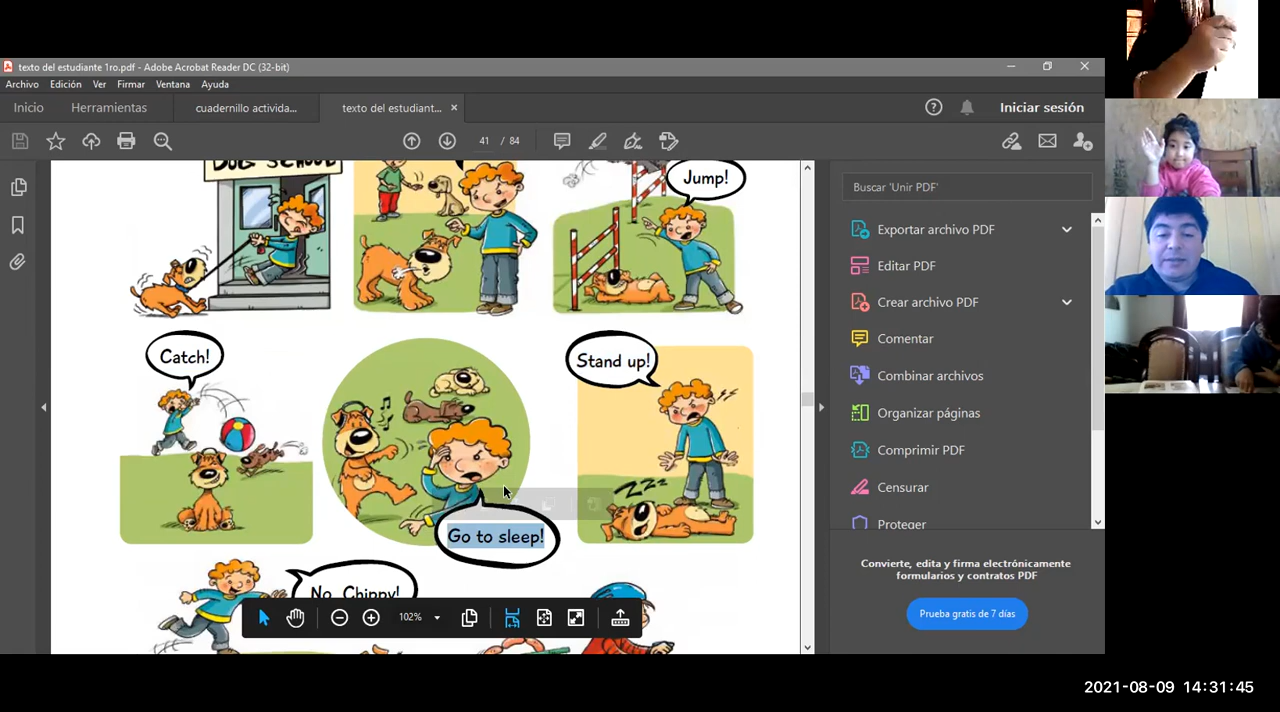 texto del estudiante 1ro.pdf - Adobe Acrobat Reader DC (32-bit)
Archivo Edición Ver Firmar Ventana Ayuda
Inicio Herramientas cuadernillo activida... texto del estudiant... × Iniciar sesión
41 / 84
DOG SCHOOL
Jump!
Catch!
Stand up!
Go to sleep!
ZZZ
No, Chippy!
102%
Buscar 'Unir PDF'
Exportar archivo PDF
Editar PDF
Crear archivo PDF
Comentar
Combinar archivos
Organizar páginas
Comprimir PDF
Censurar
Proteger
Convierte, edita y firma electrónicamente
formularios y contratos PDF
Prueba gratis de 7 días
2021-08-09 14:31:45